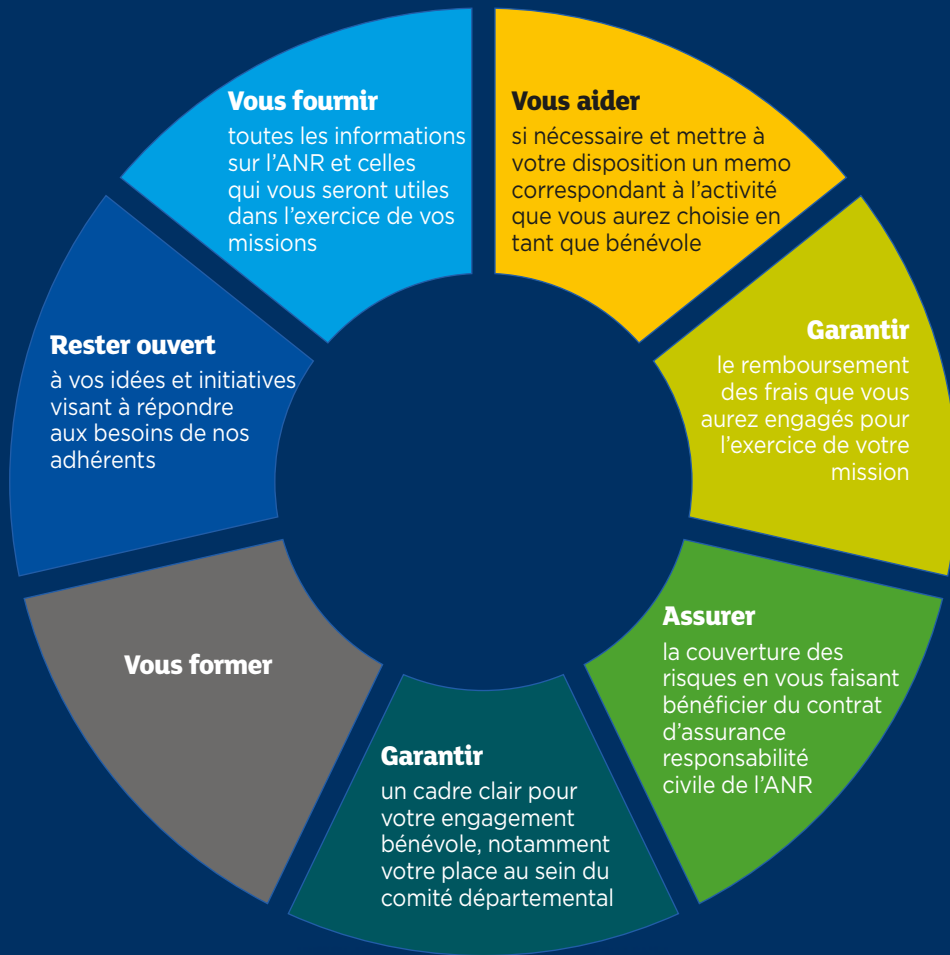 Vous fournir
toutes les informations
sur l’ANR et celles
qui vous seront utiles
dans l’exercice de vos
missions
Vous aider
si nécessaire et mettre à
votre disposition un memo
correspondant à l’activité
que vous aurez choisie en
tant que bénévole
Garantir
le remboursement
des frais que vous
aurez engagés pour
l’exercice de votre
mission
Assurer
la couverture des
risques en vous faisant
bénéficier du contrat
d’assurance
responsabilité
civile de l’ANR
Garantir
un cadre clair pour
votre engagement
bénévole, notamment
votre place au sein du
comité départemental
Vous former
Rester ouvert
à vos idées et initiatives
visant à répondre
aux besoins de nos
adhérents